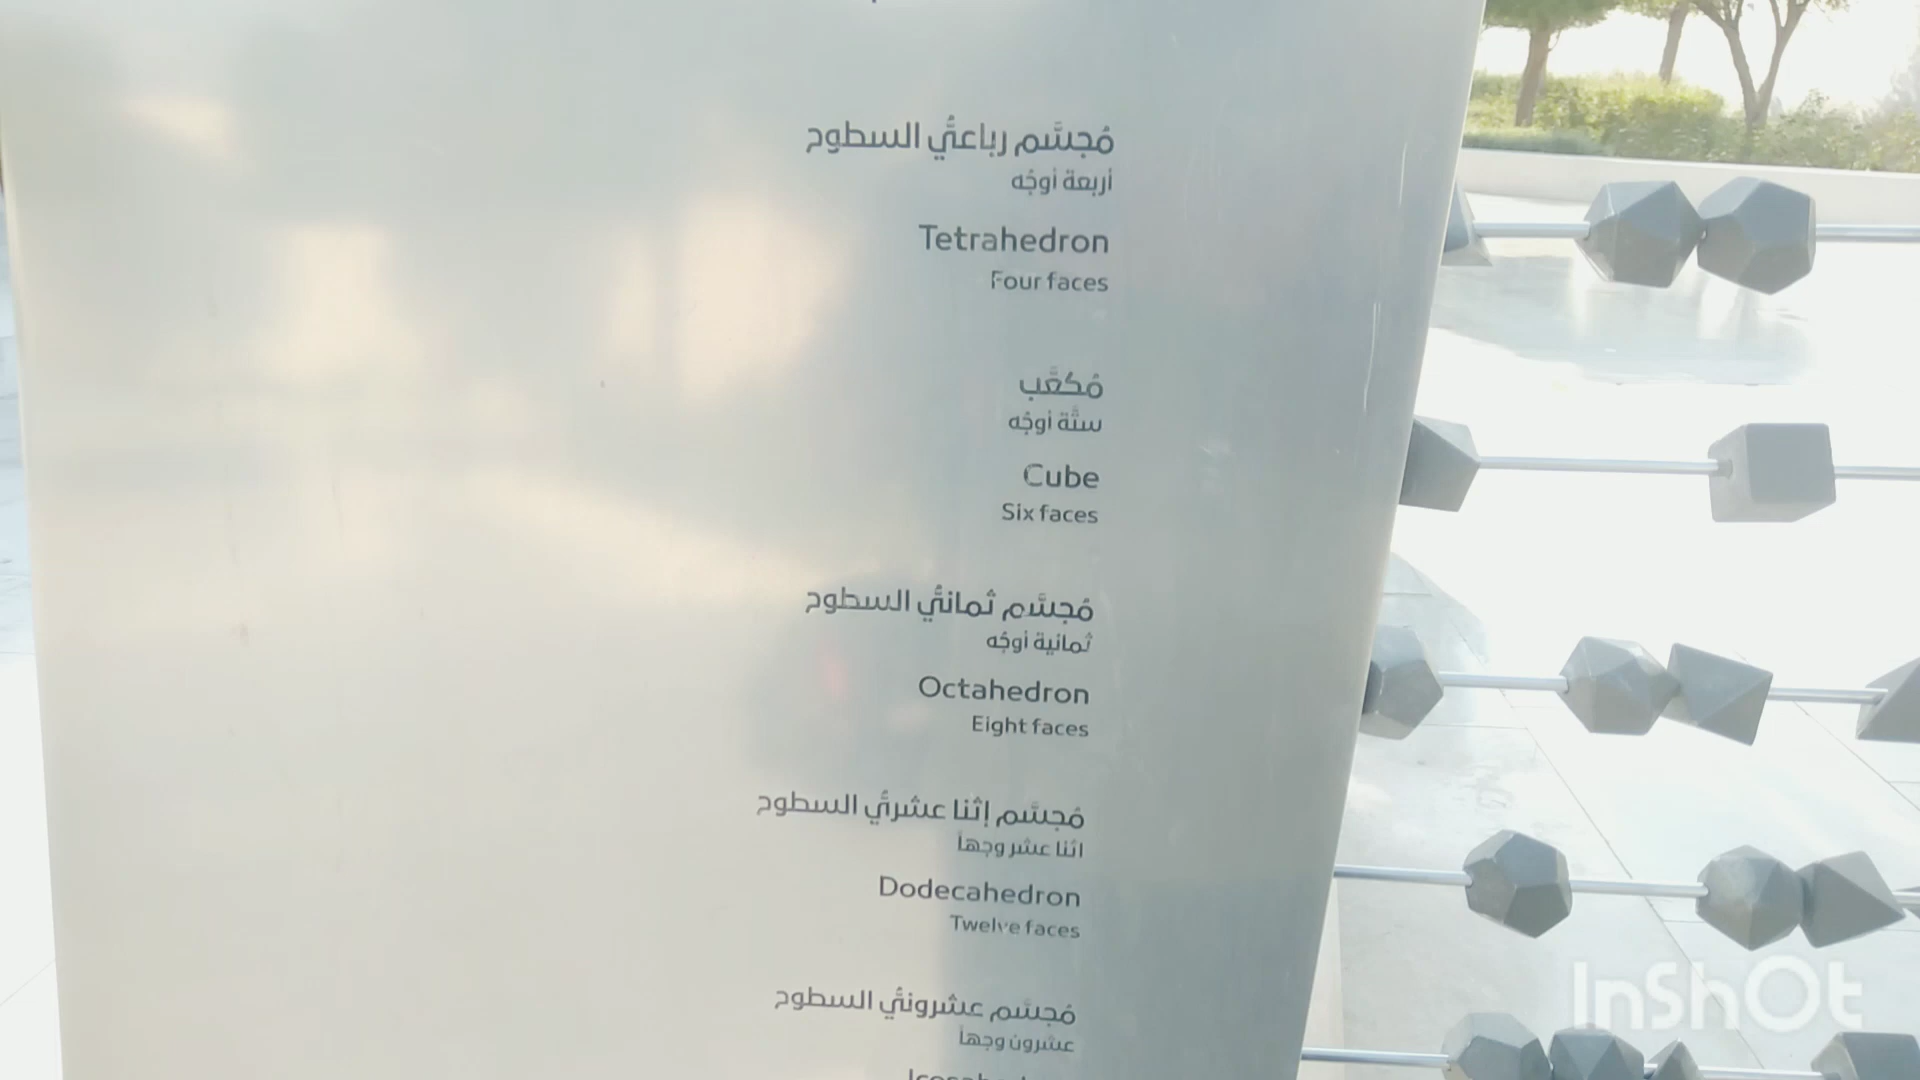 مُجسَّم رباعيُّ السطوح
أربعة أوجُه
Tetrahedron
Four faces
مُكعَّب
ستَّة أوجُه
Cube
Six faces
مُجسَّم ثمانيُّ السطوح
ثمانية أوجُه
Octahedron
Eight faces
مُجسَّم إثنا عشريَّ السطوح
اثنا عشر وجهاً
Dodecahedron
Twelve faces
مُجسَّم عشرونيُّ السطوح
عشرون وجهاً
InShOt